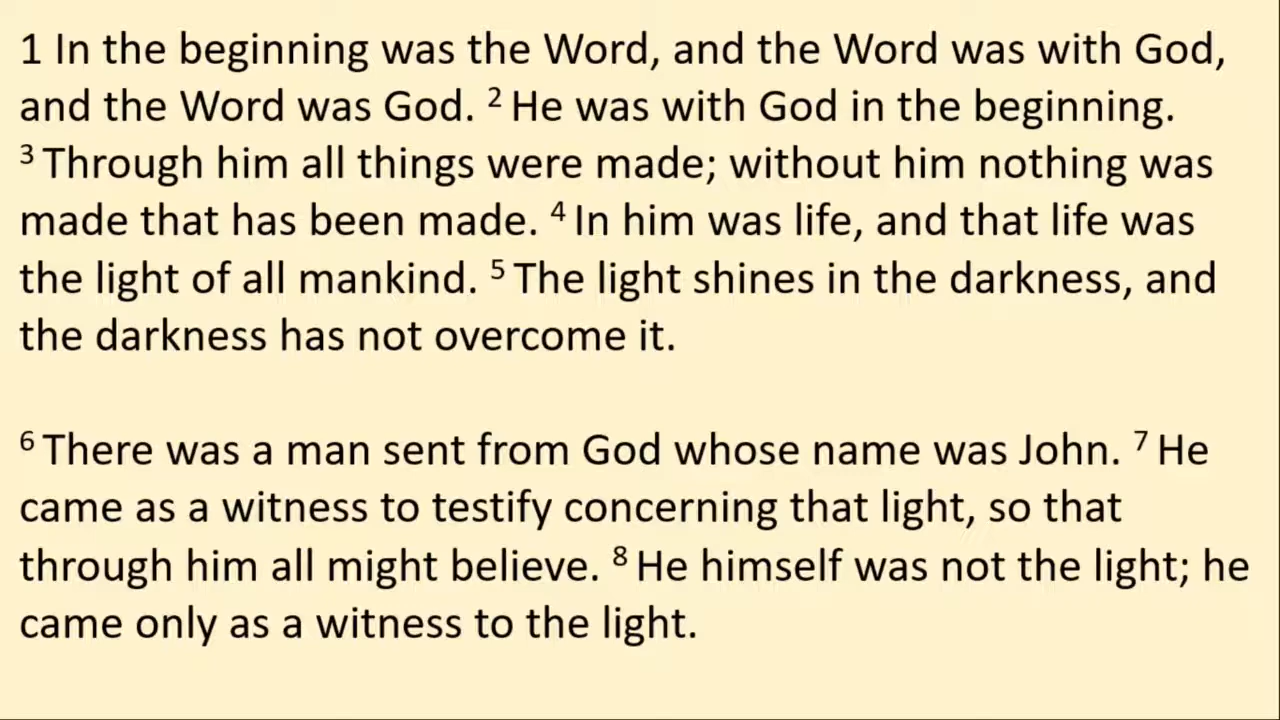 1 In the beginning was the Word, and the Word was with God,
and the Word was God. ² He was with God in the beginning.
³ Through him all things were made; without him nothing was
made that has been made. ⁴ In him was life, and that life was
the light of all mankind. ⁵ The light shines in the darkness, and
the darkness has not overcome it.
⁶ There was a man sent from God whose name was John. ⁷ He
came as a witness to testify concerning that light, so that
through him all might believe. ⁸ He himself was not the light; he
came only as a witness to the light.